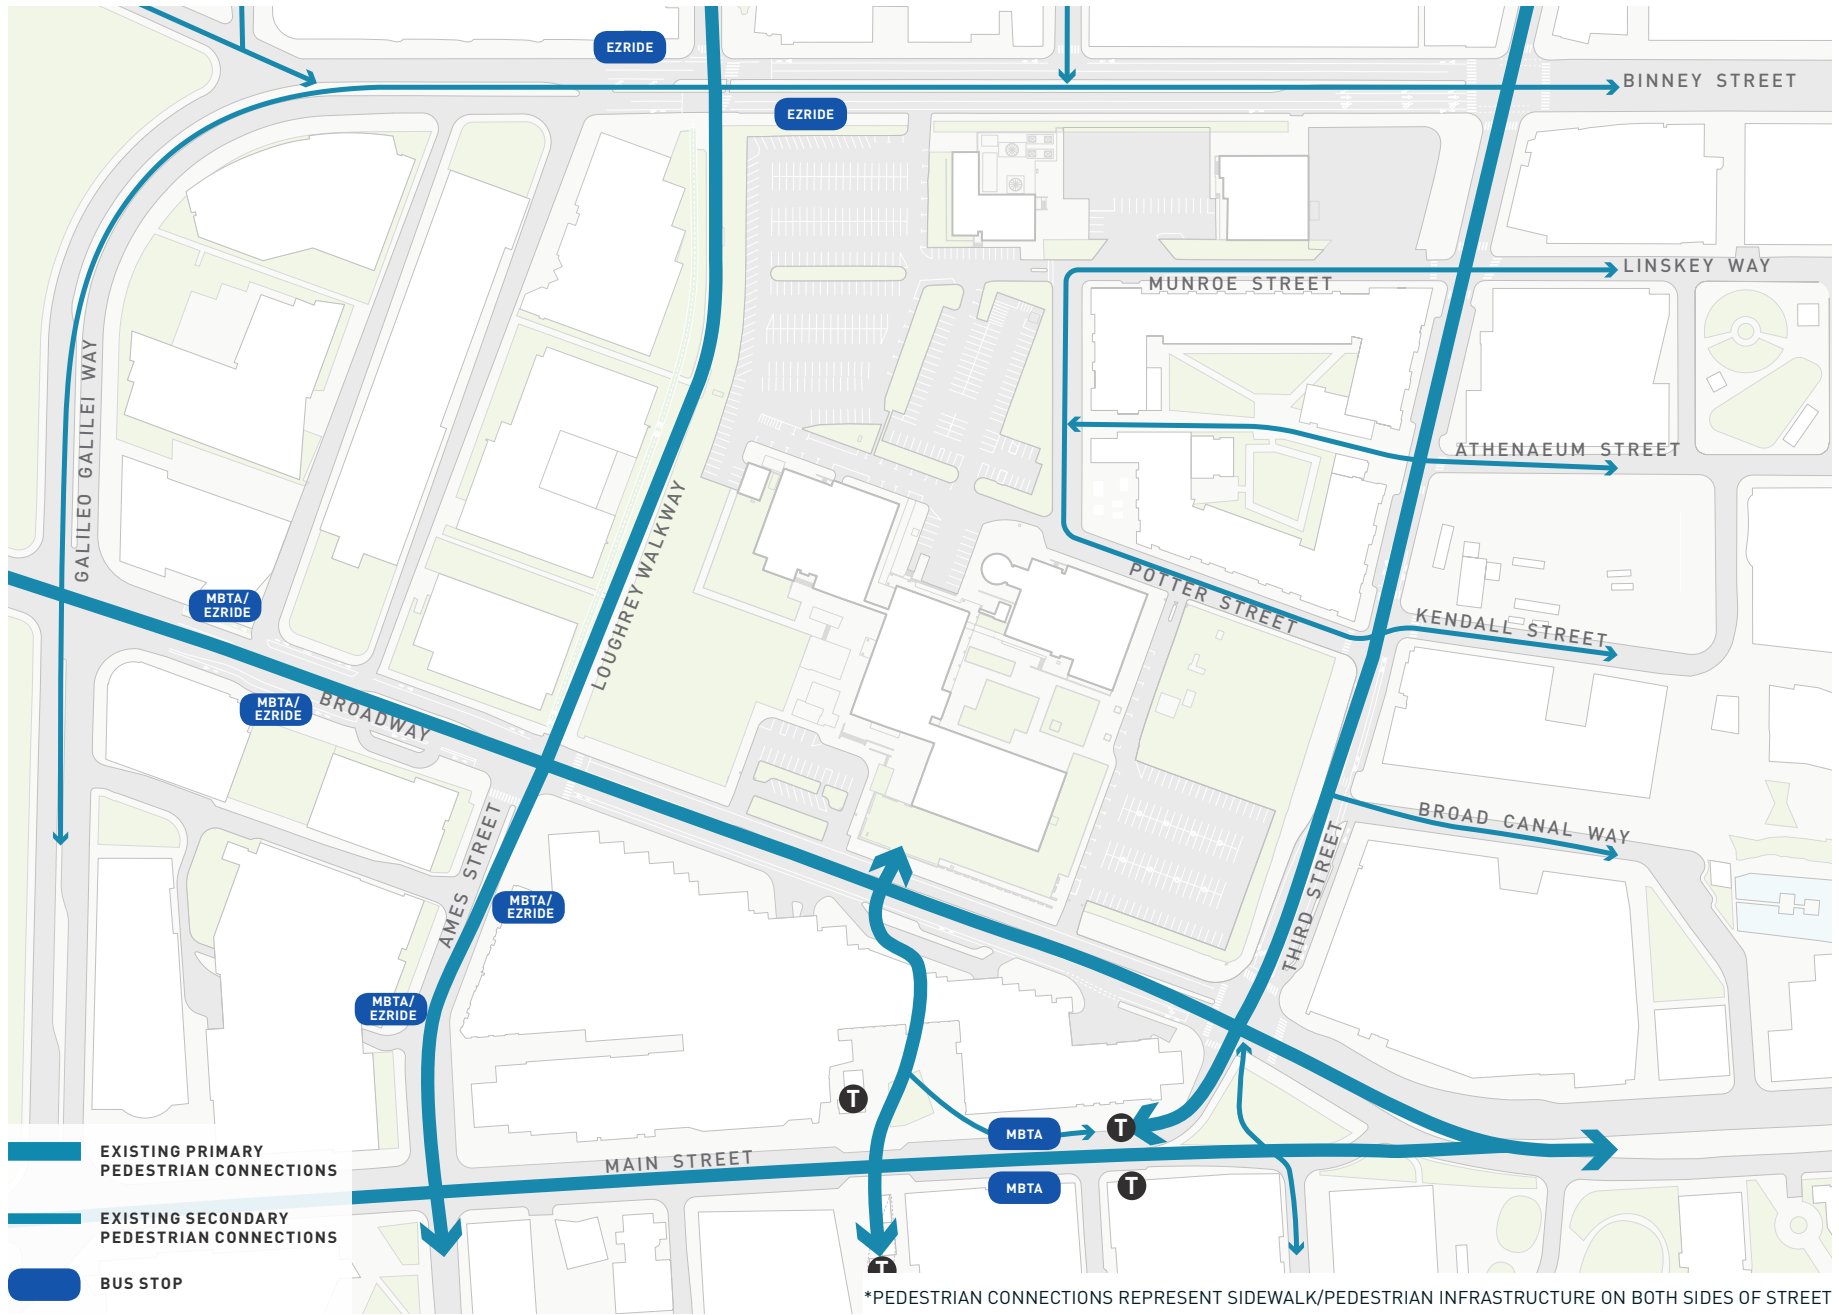 EZRIDE
BINNEY STREET
EZRIDE
LINSKEY WAY
MUNROE STREET
GALILEO GALILEI WAY
ATHENAEUM STREET
LOUGHREY WALKWAY
POTTER STREET
MBTA/
EZRIDE
KENDALL STREET
MBTA/
EZRIDE
BROADWAY
BROAD CANAL WAY
AMES STREET
THIRD STREET
MBTA/
EZRIDE
MBTA/
EZRIDE
T
T
MBTA
MAIN STREET
T
MBTA
T
EXISTING PRIMARY
PEDESTRIAN CONNECTIONS
EXISTING SECONDARY
PEDESTRIAN CONNECTIONS
BUS STOP
*PEDESTRIAN CONNECTIONS REPRESENT SIDEWALK/PEDESTRIAN INFRASTRUCTURE ON BOTH SIDES OF STREET